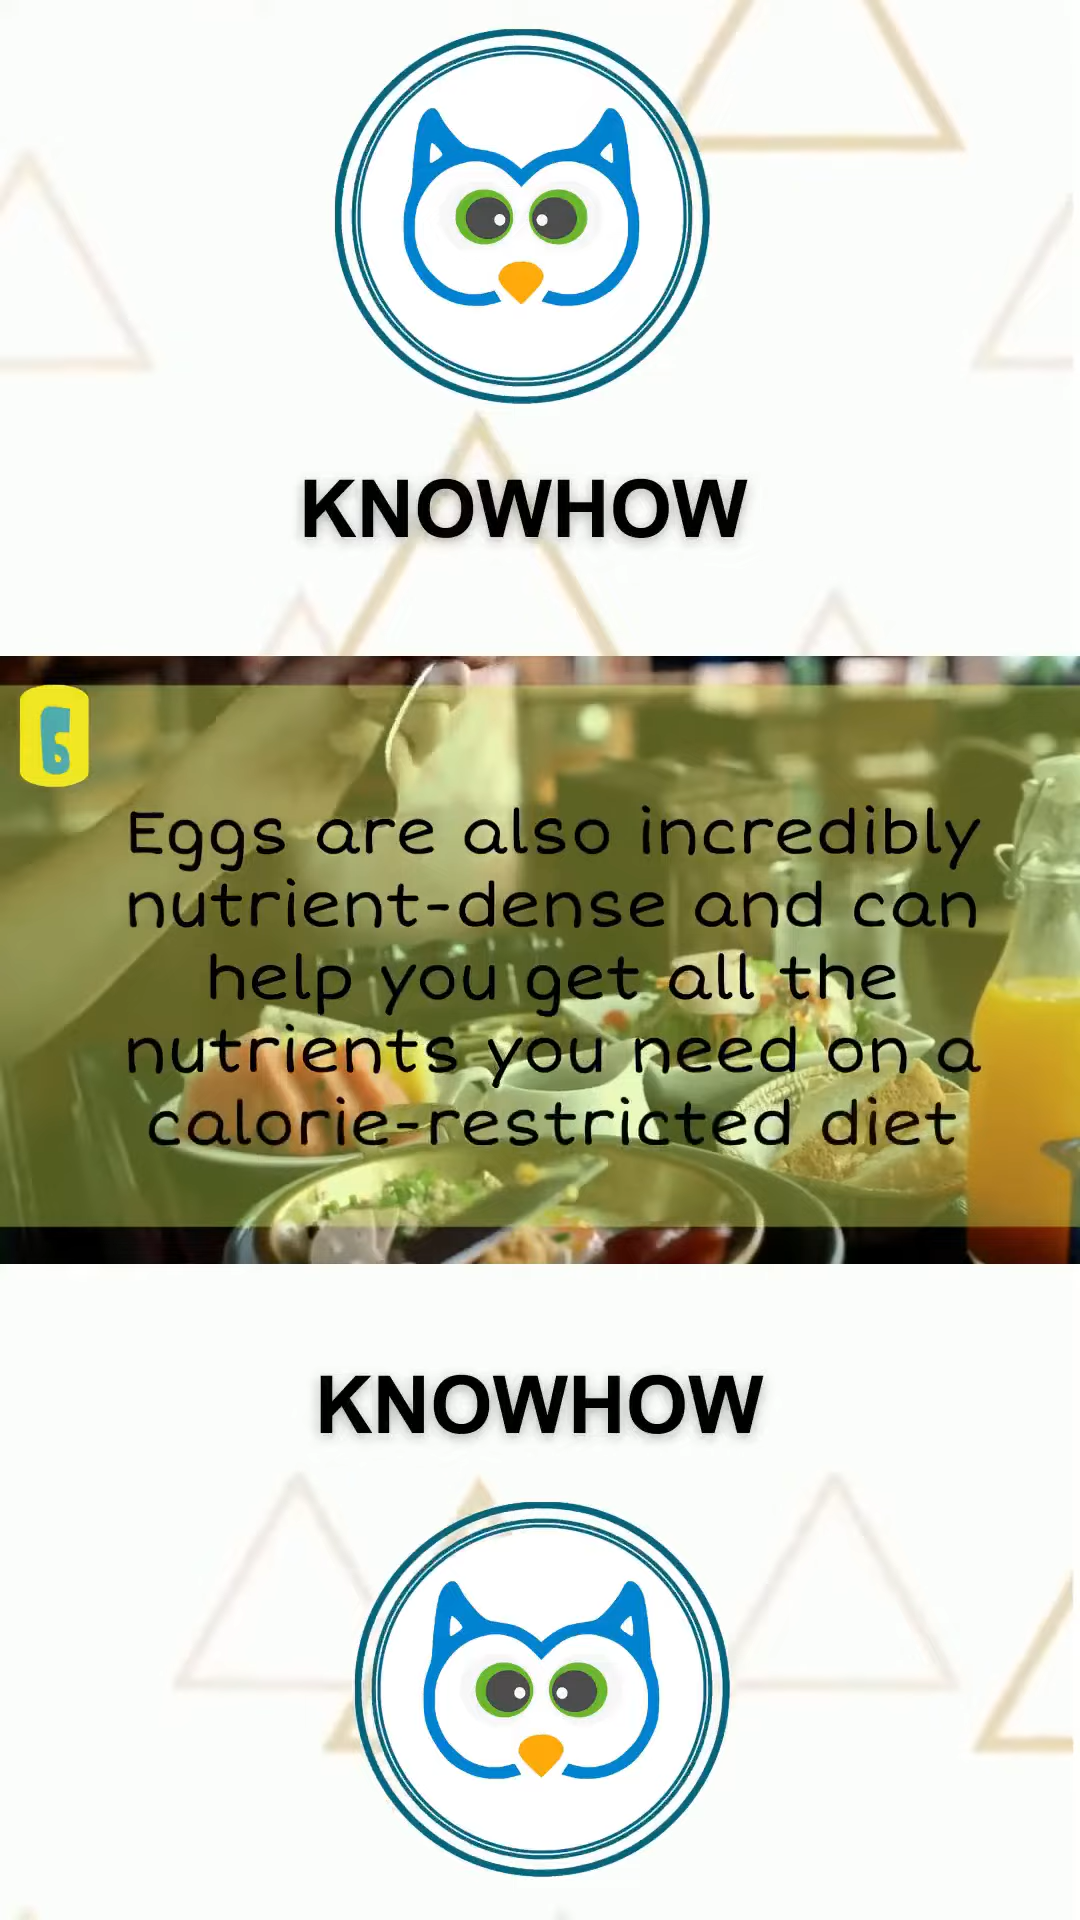 KNOWHOW
6
Eggs are also incredibly
nutrient-dense and can
help you get all the
nutrients you need on a
calorie-restricted diet
KNOWHOW